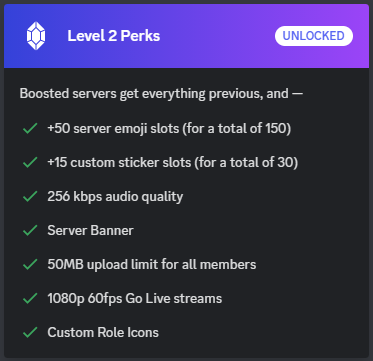 Level 2 Perks
UNLOCKED
Boosted servers get everything previous, and —
+50 server emoji slots (for a total of 150)
+15 custom sticker slots (for a total of 30)
256 kbps audio quality
Server Banner
50MB upload limit for all members
1080p 60fps Go Live streams
Custom Role Icons